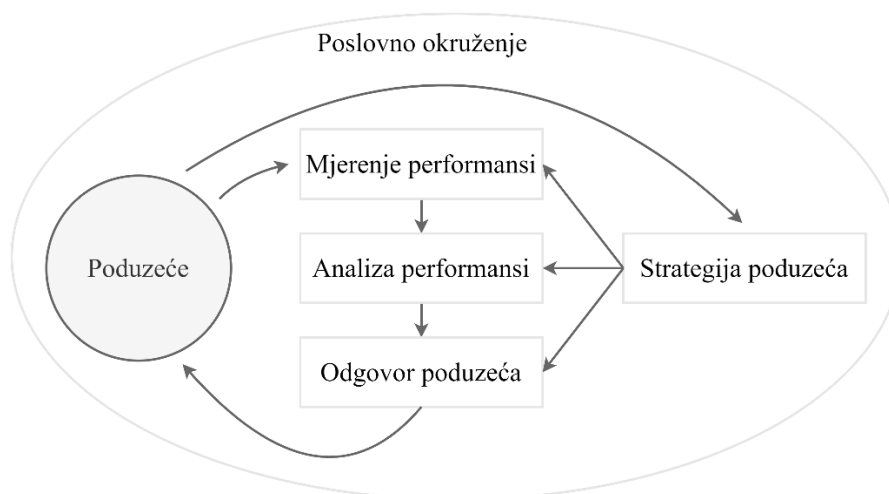 Poslovno okruženje
Mjerenje performansi
Poduzeće
Analiza performansi
Strategija poduzeća
Odgovor poduzeća